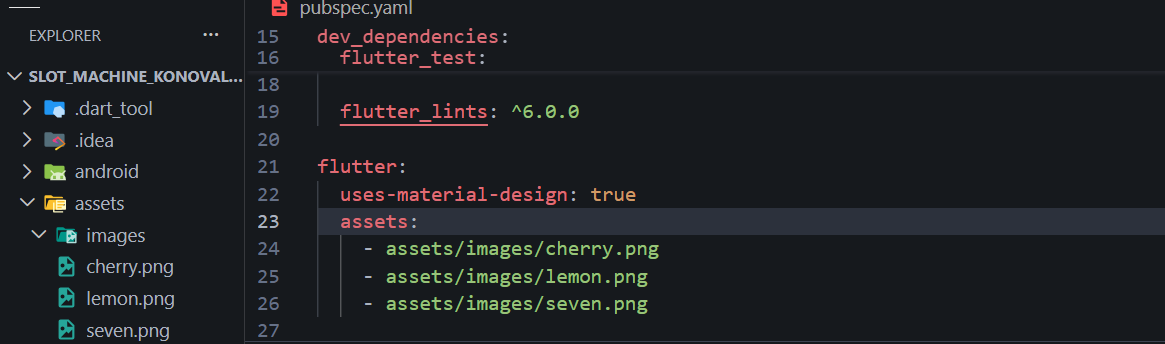 EXPLORER
...
SLOT_MACHINE_KONOVAL...
.dart_tool
.idea
android
assets
images
cherry.png
lemon.png
seven.png
pubspec.yaml
15 dev_dependencies:
16 flutter_test:
18
19 flutter_lints: ^6.0.0
20
21 flutter:
22 uses-material-design: true
23 assets:
24 - assets/images/cherry.png
25 - assets/images/lemon.png
26 - assets/images/seven.png
27